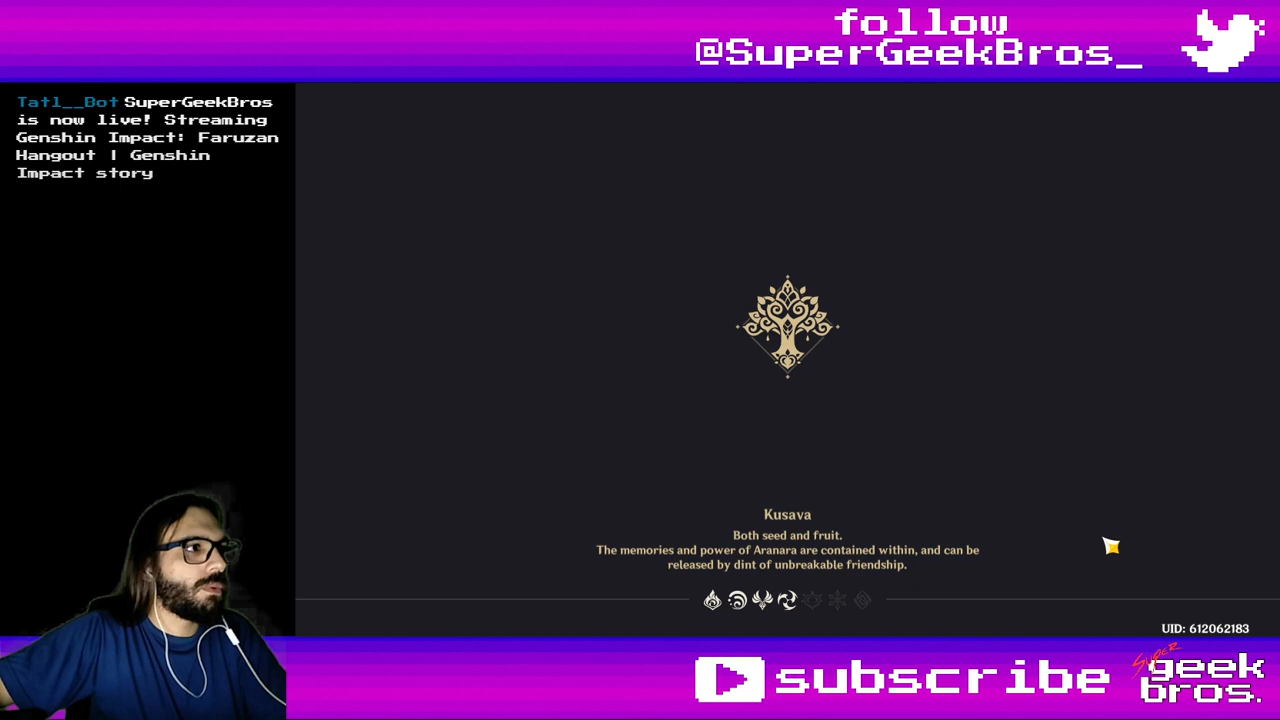 follow
@SuperGeekBros_
Tatl__Bot SuperGeekBros
is now live! Streaming
Genshin Impact: Faruzan
Hangout | Genshin
Impact story
Kusava
Both seed and fruit.
The memories and power of Aranara are contained within, and can be
released by dint of unbreakable friendship.
UID: 612062183
subscribe
SUPER
geek
bros.